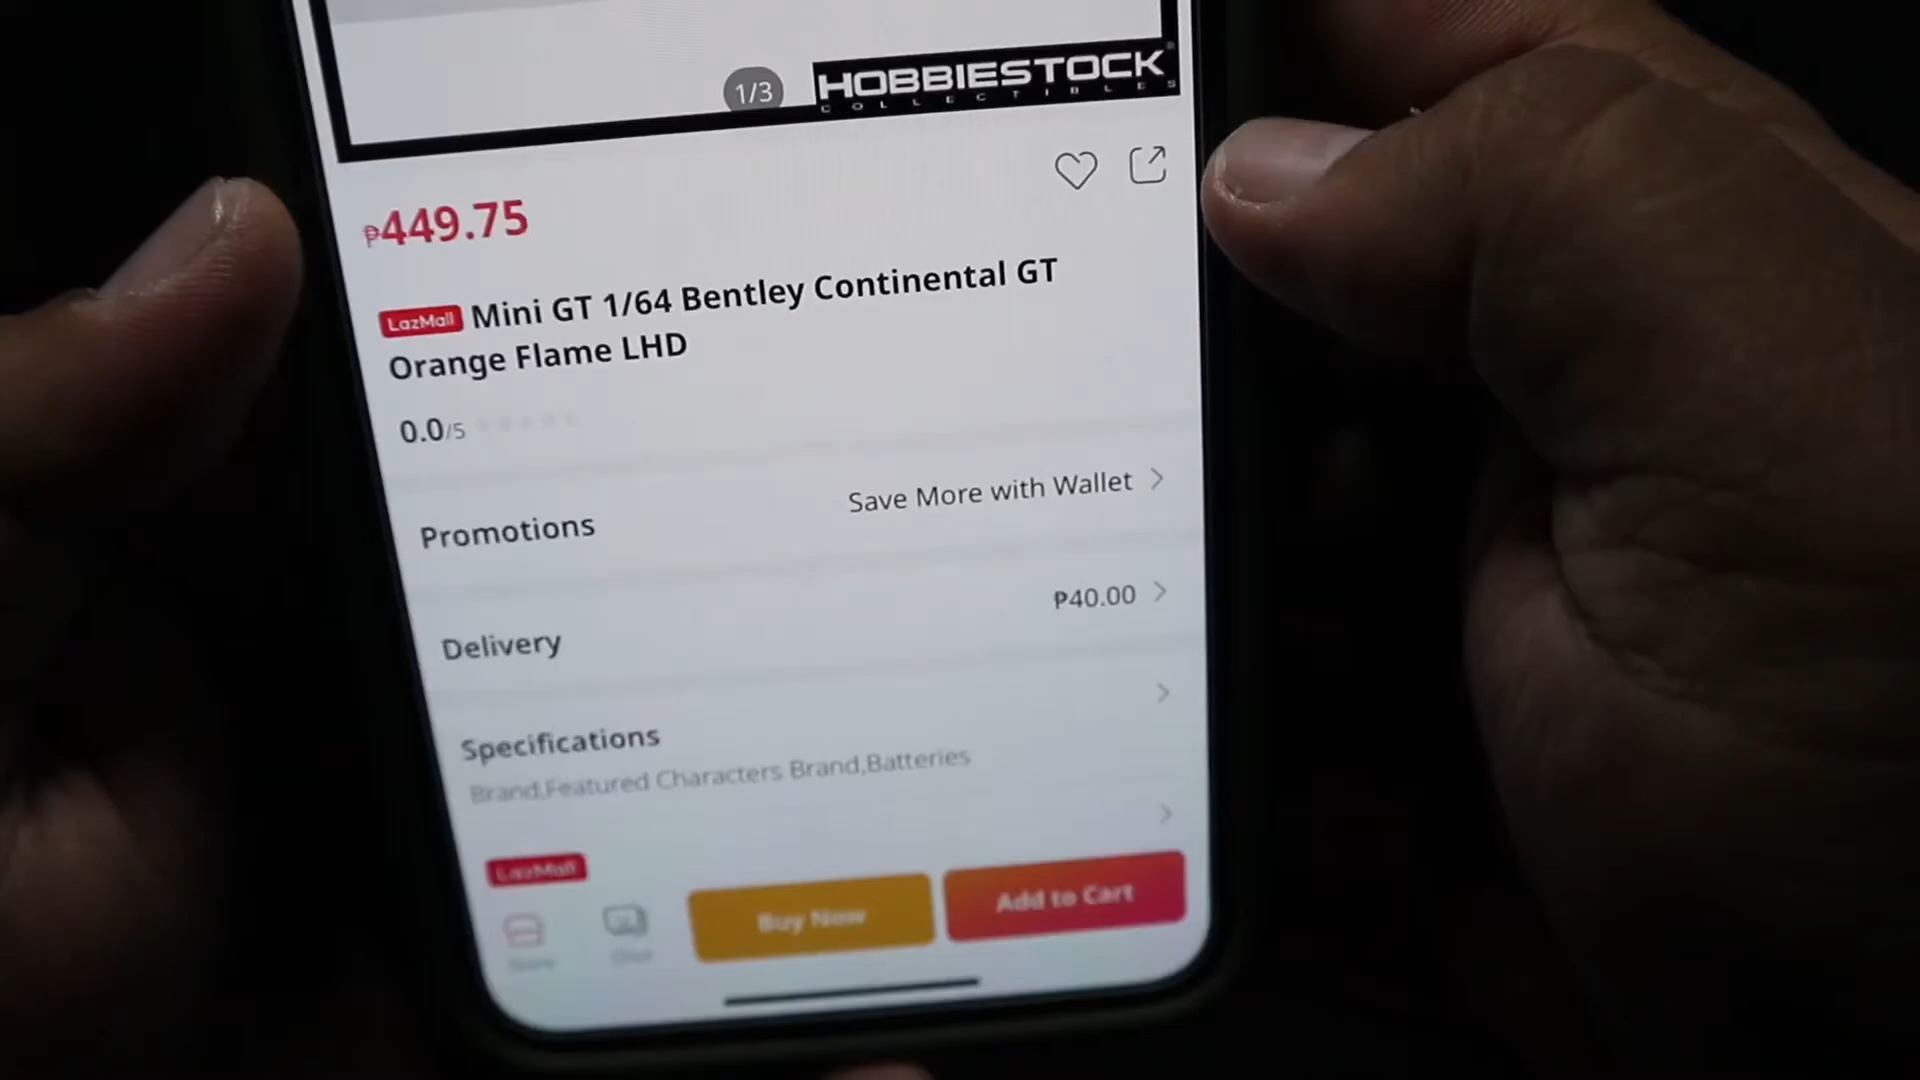 1/3
HOBBIESTOCK
COLLECTIBLES
₱449.75
LazMall Mini GT 1/64 Bentley Continental GT
Orange Flame LHD
0.0/5
Promotions
Save More with Wallet
Delivery
₱40.00
Specifications
Brand,Featured Characters Brand,Batteries
LazMall
Store
Chat
Buy Now
Add to Cart